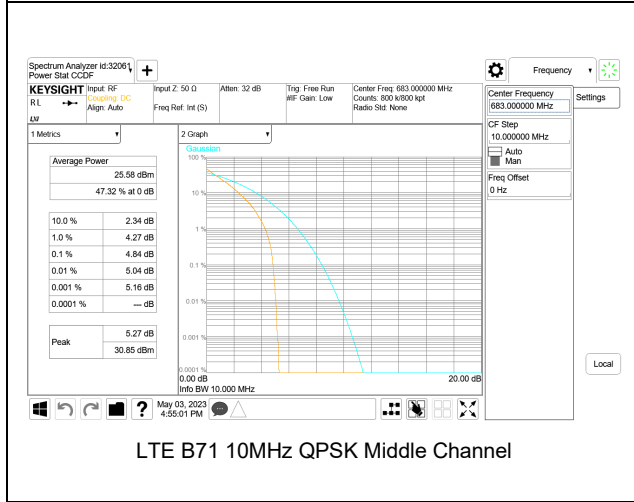 Spectrum Analyzer id:32061
Power Stat CCDF
Frequency
KEYSIGHT
RL
LXI
Input: RF
Coupling: DC
Align: Auto
Input Z: 50 Ω
Freq Ref: Int (S)
Atten: 32 dB
Trig: Free Run
#IF Gain: Low
Center Freq: 683.000000 MHz
Counts: 800 k/800 kpt
Radio Std: None
Center Frequency
683.000000 MHz
Settings
CF Step
10.000000 MHz
Auto
Man
Freq Offset
0 Hz
Local
1 Metrics
Average Power
25.58 dBm
47.32 % at 0 dB
10.0 % 2.34 dB
1.0 % 4.27 dB
0.1 % 4.84 dB
0.01 % 5.04 dB
0.001 % 5.16 dB
0.0001 % --- dB
Peak
5.27 dB
30.85 dBm
2 Graph
Gaussian
100 %
10 %
1 %
0.1 %
0.01 %
0.001 %
0.0001 %
0.00 dB 20.00 dB
Info BW 10.000 MHz
? May 03, 2023
4:55:01 PM
LTE B71 10MHz QPSK Middle Channel